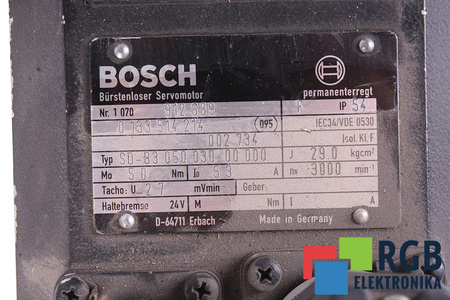 BOSCH
Bürstenloser Servomotor permanenterregt
Nr. 1 070 912 589 IP 54
0 133 514 214 (095) IEC34/VDE 0530
002 734 Isol. Kl. F
Typ SD-B3.050.030-00.000 J 29.0 kgcm²
Mo 5.0 Nm Io 5.3 A nN 3000 min-1
Tacho: U 2.7 mVmin Geber:
Haltebremse 24V M Nm I A
D-64711 Erbach Made in Germany
RGB
ELEKTRONIKA